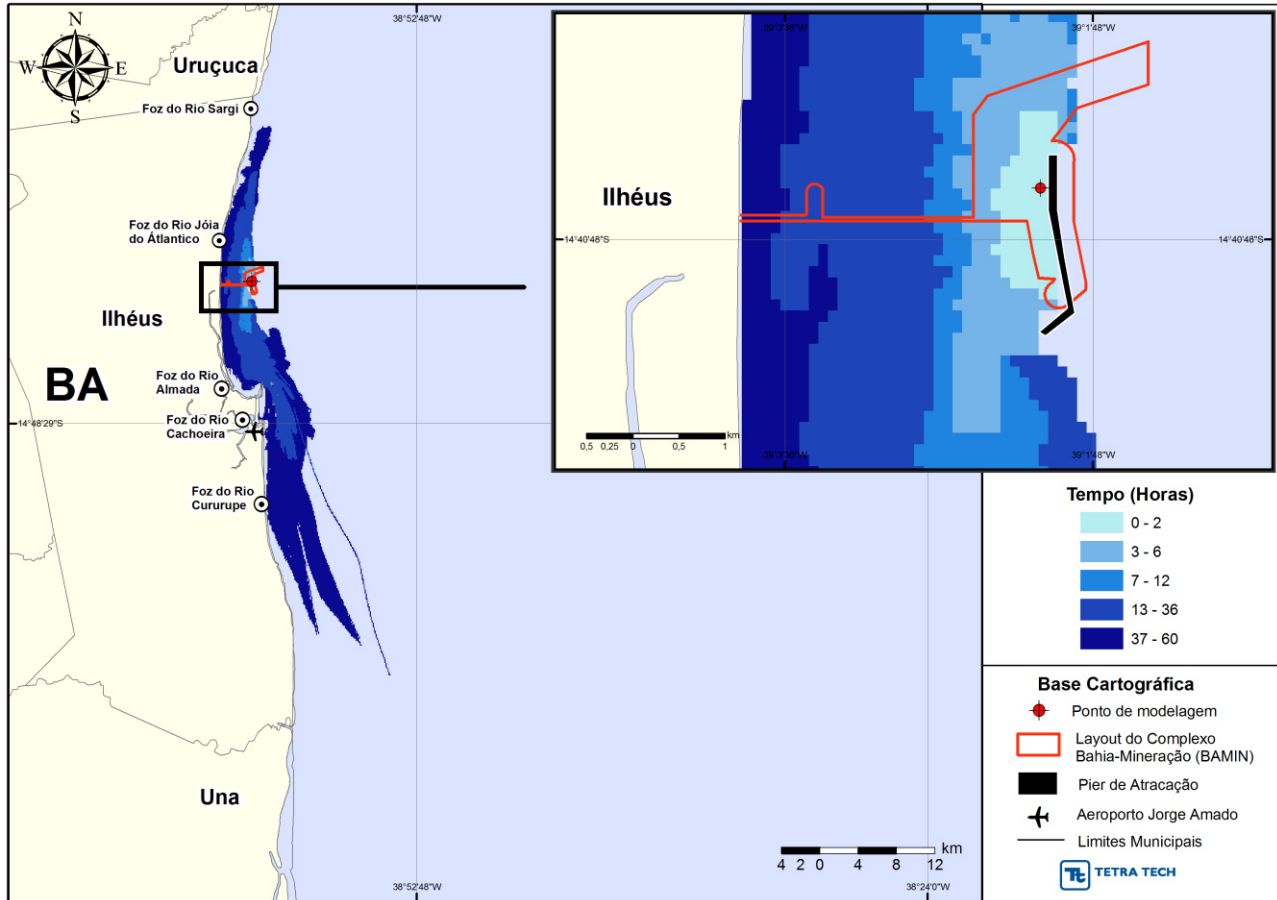 38°52'48"W
N
W
E
S
Uruçuca
Foz do Rio Sargi
Foz do Rio Jóia
do Átlantico
Ilhéus
BA
Foz do Rio
Almada
Foz do Rio
Cachoeira
14°48'29"S
Foz do Rio
Cururupe
Una
4 2 0 4 8 12 km
38°52'48"W
38°24'0"W
39°1'48"W
Ilhéus
14°40'48"S
14°40'48"S
0,5 0,25 0 0,5 1 km
39°1'48"W
Tempo (Horas)
0 - 2
3 - 6
7 - 12
13 - 36
37 - 60
Base Cartográfica
Ponto de modelagem
Layout do Complexo
Bahia-Mineração (BAMIN)
Pier de Atracação
Aeroporto Jorge Amado
Limites Municipais
TETRA TECH